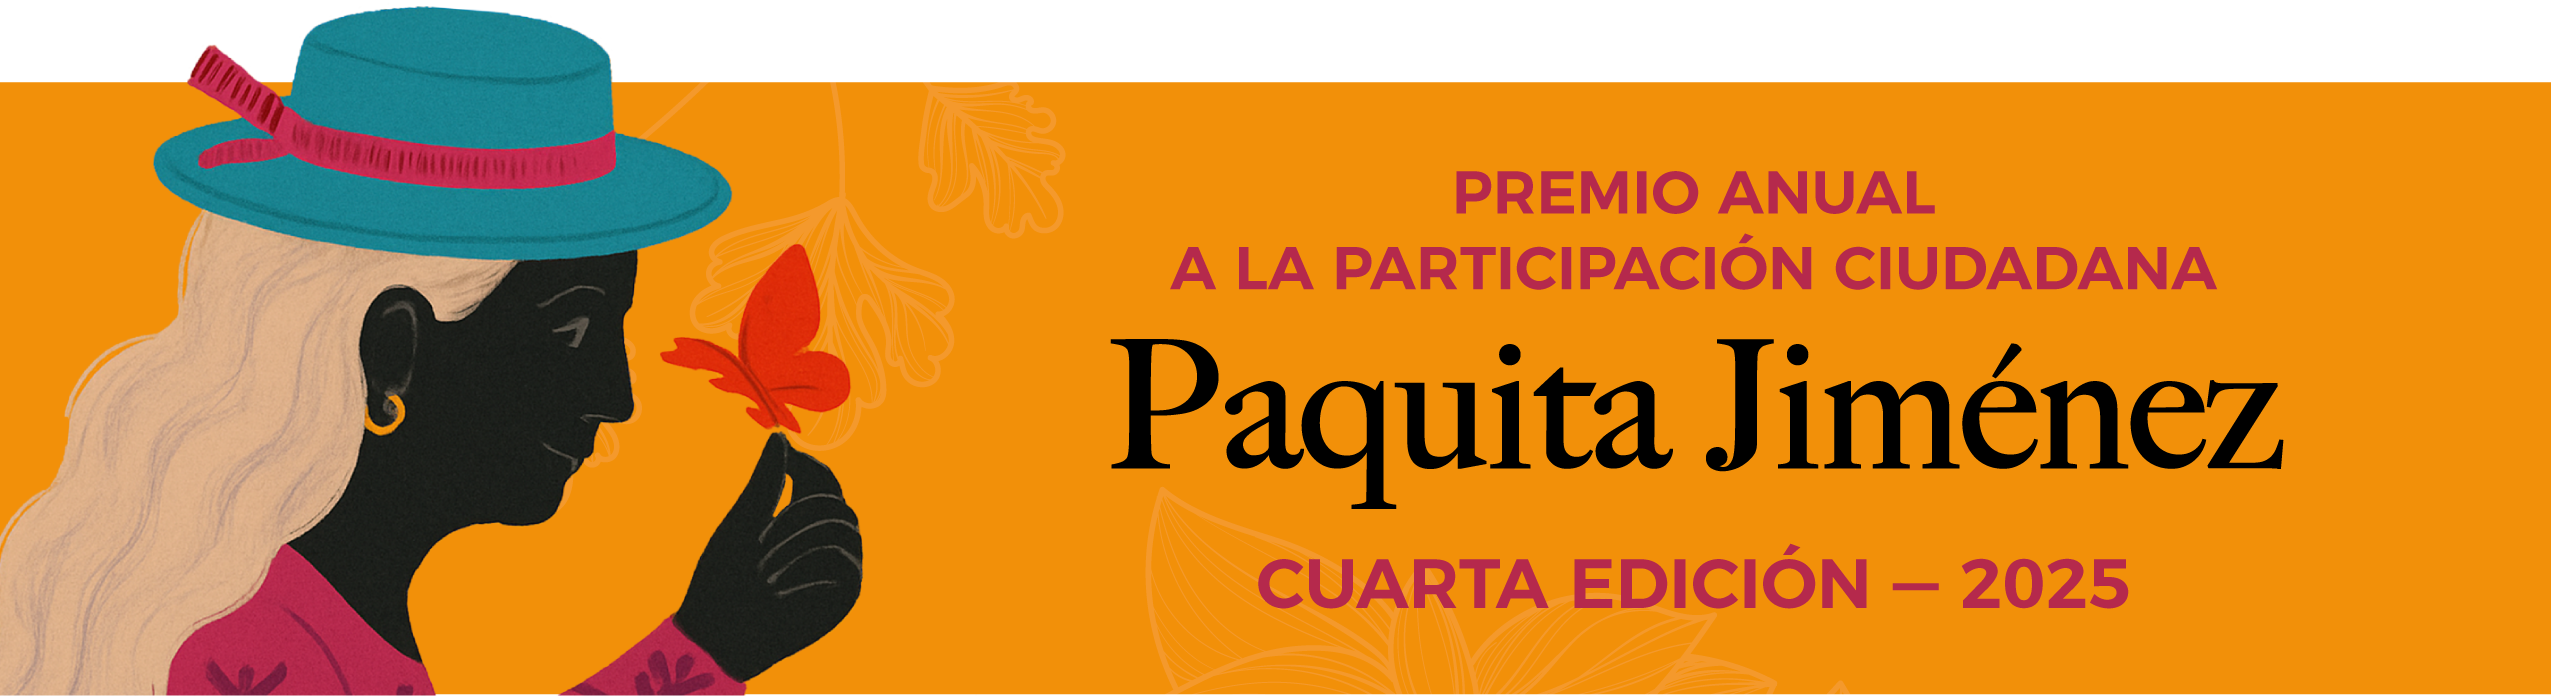 PREMIO ANUAL
A LA PARTICIPACIÓN CIUDADANA
Paquita Jiménez
CUARTA EDICIÓN – 2025